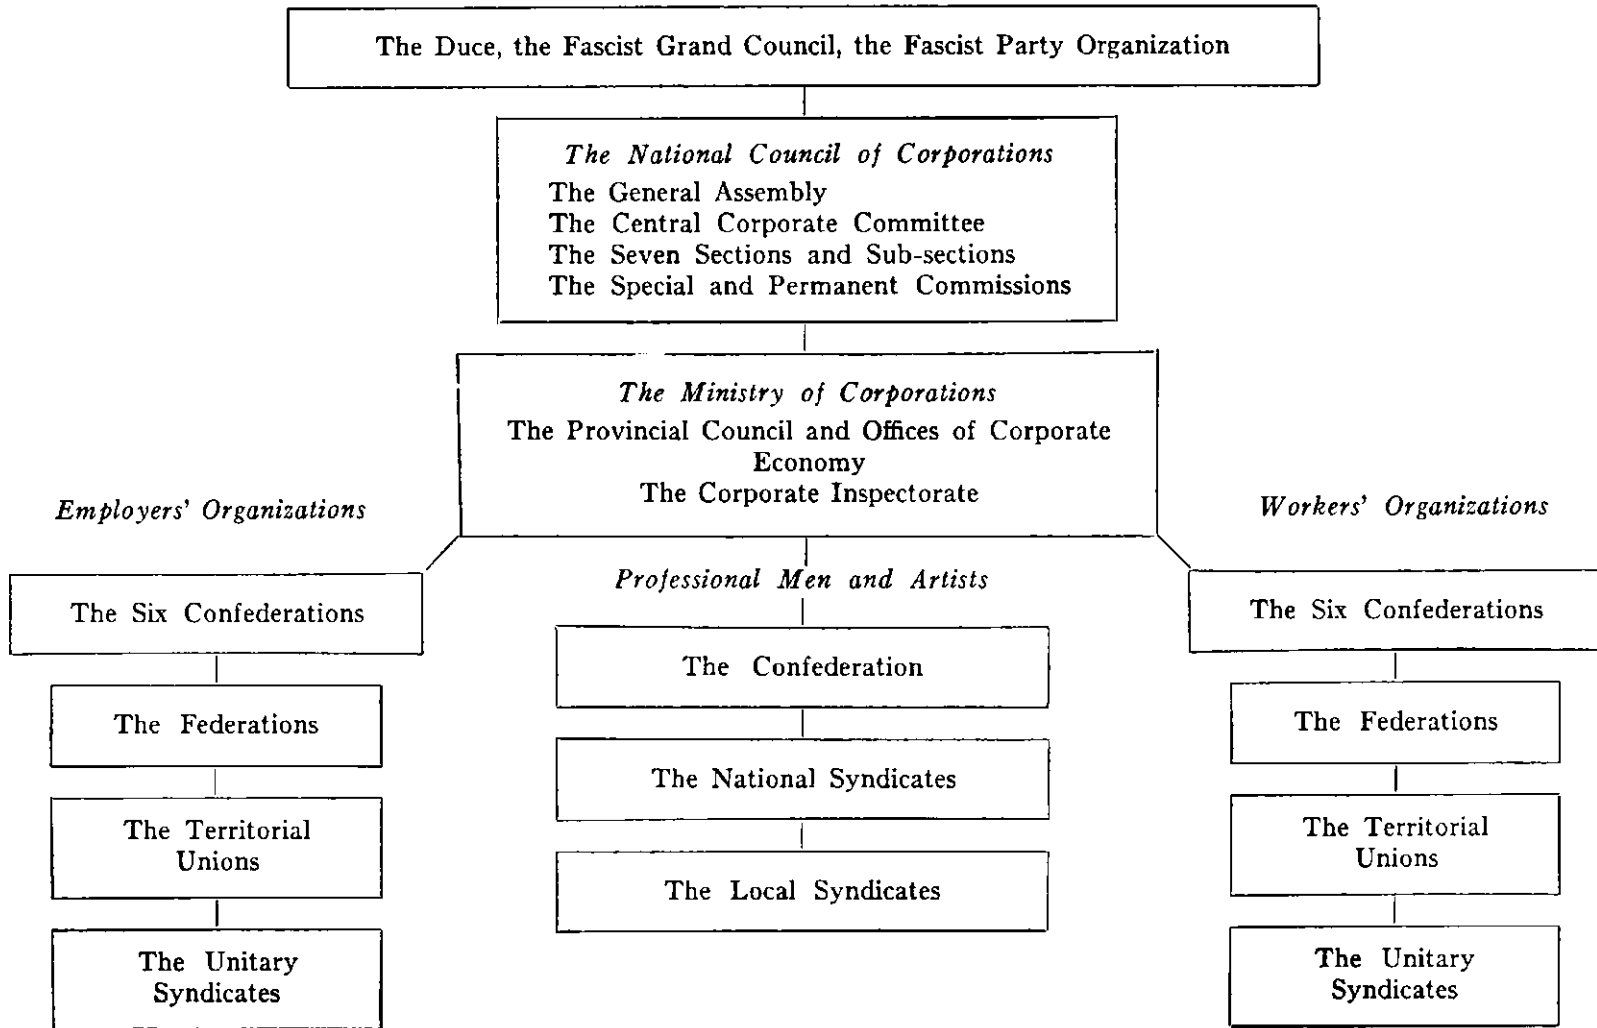 The Duce, the Fascist Grand Council, the Fascist Party Organization
The National Council of Corporations
The General Assembly
The Central Corporate Committee
The Seven Sections and Sub-sections
The Special and Permanent Commissions
The Ministry of Corporations
The Provincial Council and Offices of Corporate
Economy
The Corporate Inspectorate
Employers' Organizations
The Six Confederations
The Federations
The Territorial
Unions
The Unitary
Syndicates
Professional Men and Artists
The Confederation
The National Syndicates
The Local Syndicates
Workers' Organizations
The Six Confederations
The Federations
The Territorial
Unions
The Unitary
Syndicates